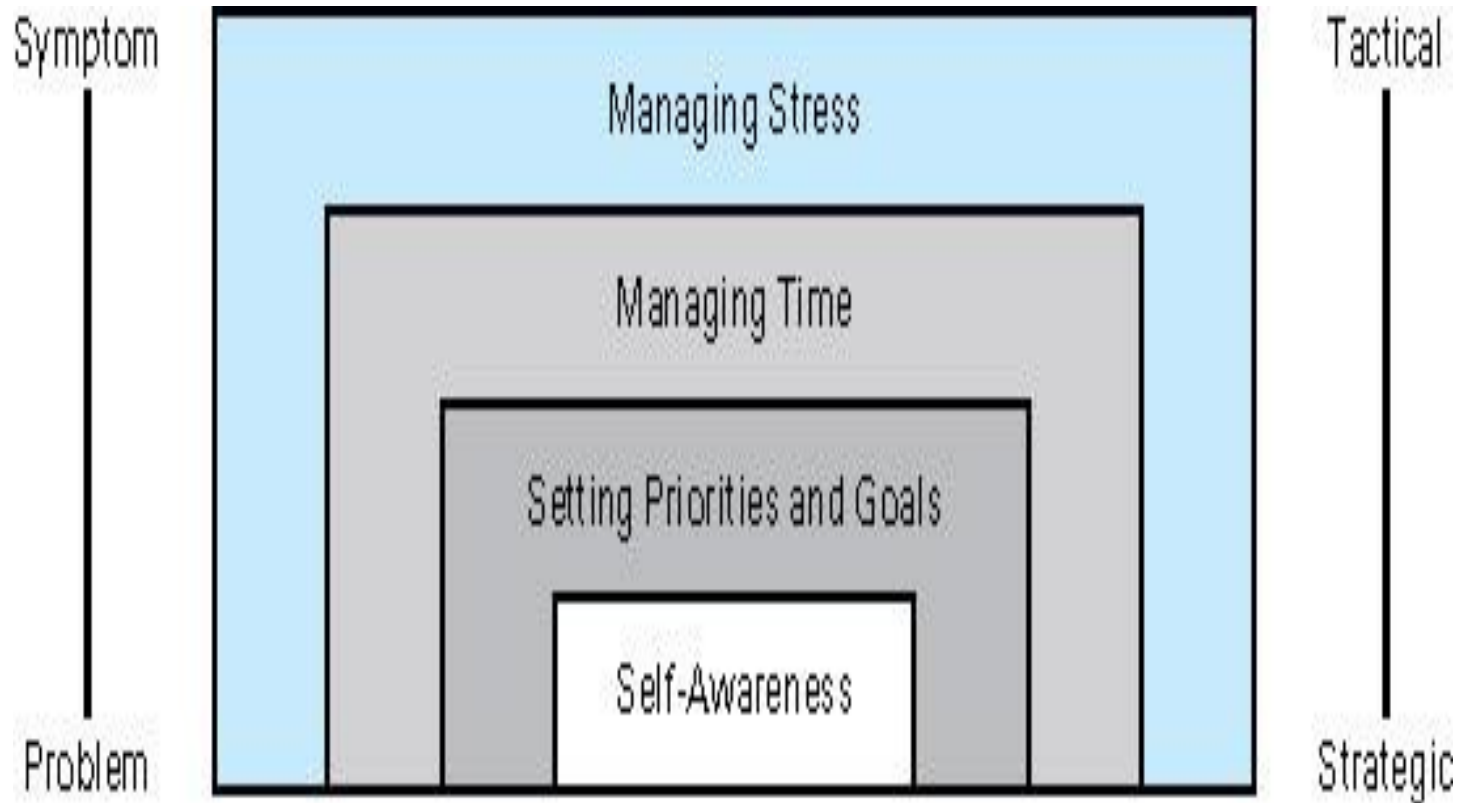 Symptom
Tactical
Managing Stress
Managing Time
Setting Priorities and Goals
Self-Awareness
Problem
Strategic